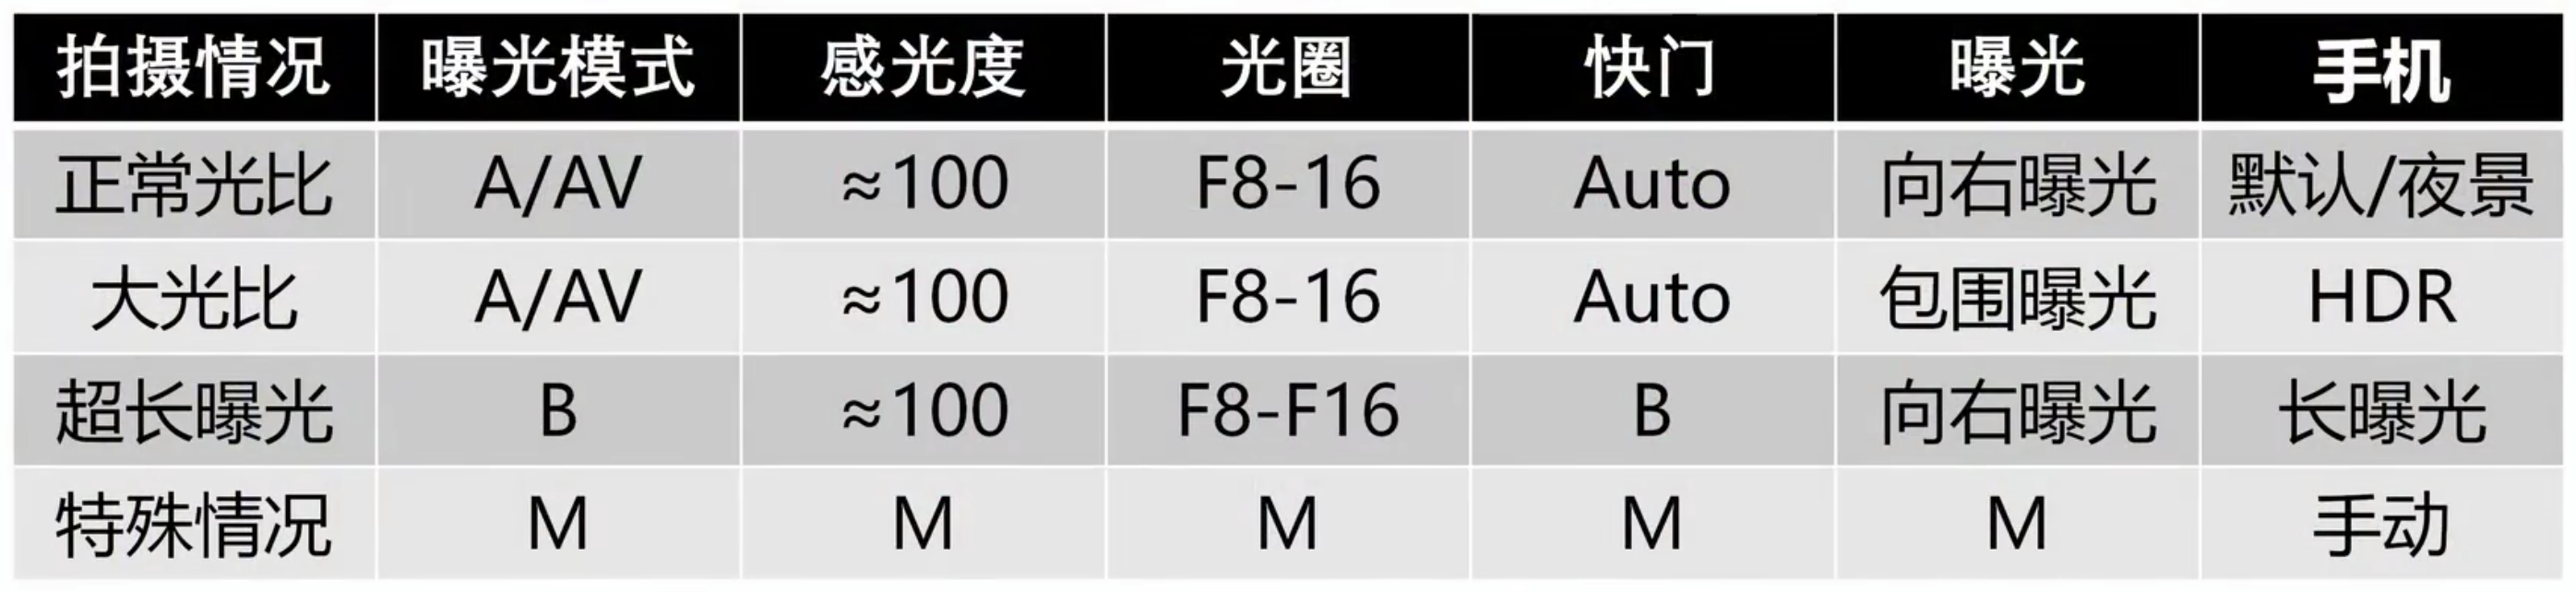 拍摄情况 曝光模式 感光度 光圈 快门 曝光 手机
正常光比 A/AV ≈100 F8-16 Auto 向右曝光 默认/夜景
大光比 A/AV ≈100 F8-16 Auto 包围曝光 HDR
超长曝光 B ≈100 F8-F16 B 向右曝光 长曝光
特殊情况 M M M M M 手动